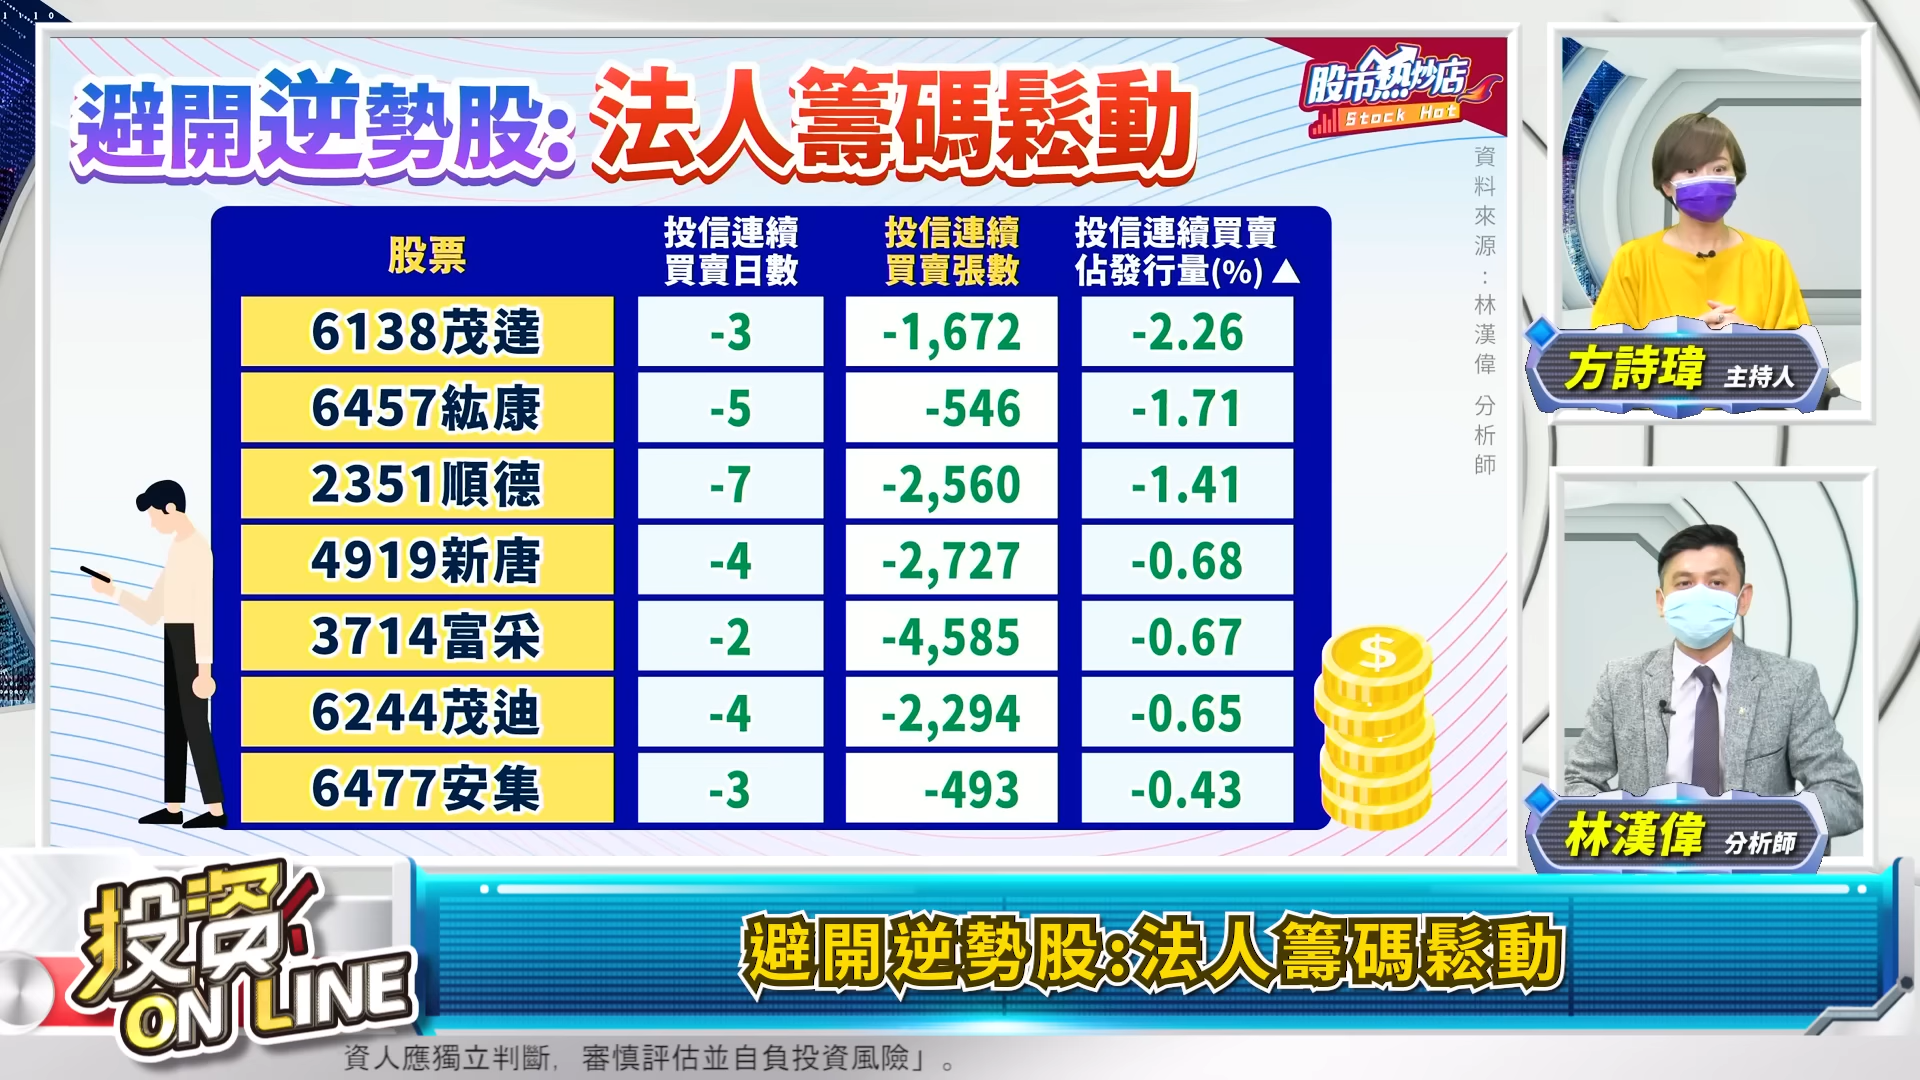 1110
避開逆勢股:法人籌碼鬆動
股市熱炒店
Stock Hot
資料來源:林漢偉 分析師
股票 投信連續買賣日數 投信連續買賣張數 投信連續買賣佔發行量(%)▲
6138茂達 -3 -1,672 -2.26
6457紘康 -5 -546 -1.71
2351順德 -7 -2,560 -1.41
4919新唐 -4 -2,727 -0.68
3714富采 -2 -4,585 -0.67
6244茂迪 -4 -2,294 -0.65
6477安集 -3 -493 -0.43
$
方詩瑋 主持人
林漢偉 分析師
投資
ON LINE
避開逆勢股:法人籌碼鬆動
資人應獨立判斷, 審慎評估並自負投資風險」。